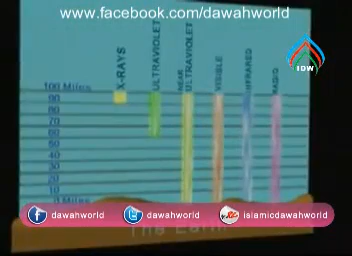 www.facebook.com/dawahworld
IDW
X-RAYS
ULTRAVIOLET
NEAR
ULTRAVIOLET
VISIBLE
INFRARED
RADIO
100 Miles
90
80
70
60
50
40
30
20
10
0 Miles
dawahworld
dawahworld
islamicdawahworld
The Earth